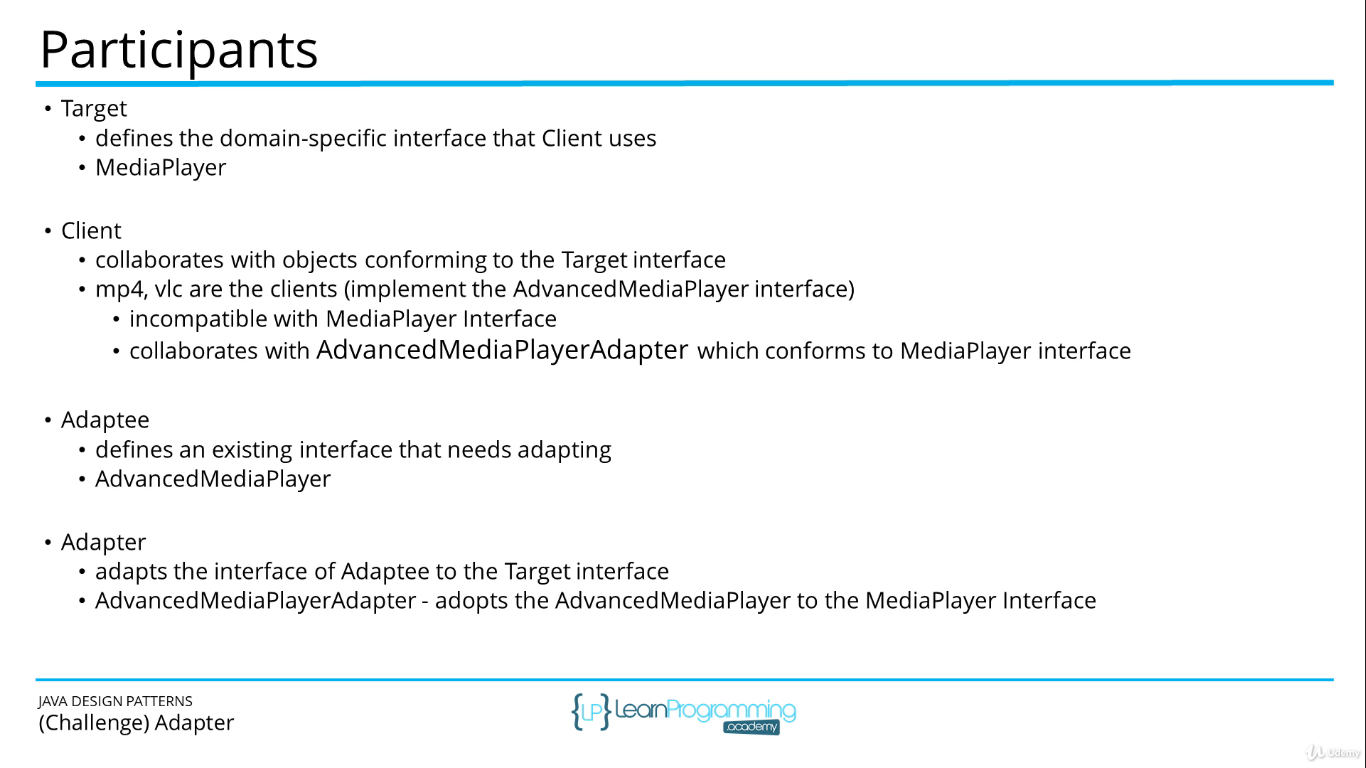 Participants
• Target
• defines the domain-specific interface that Client uses
• MediaPlayer
• Client
• collaborates with objects conforming to the Target interface
• mp4, vlc are the clients (implement the AdvancedMediaPlayer interface)
• incompatible with MediaPlayer Interface
• collaborates with AdvancedMediaPlayerAdapter which conforms to MediaPlayer interface
• Adaptee
• defines an existing interface that needs adapting
• AdvancedMediaPlayer
• Adapter
• adapts the interface of Adaptee to the Target interface
• AdvancedMediaPlayerAdapter - adopts the AdvancedMediaPlayer to the MediaPlayer Interface
JAVA DESIGN PATTERNS
(Challenge) Adapter
{LP} LearnProgramming
.academy
Udemy